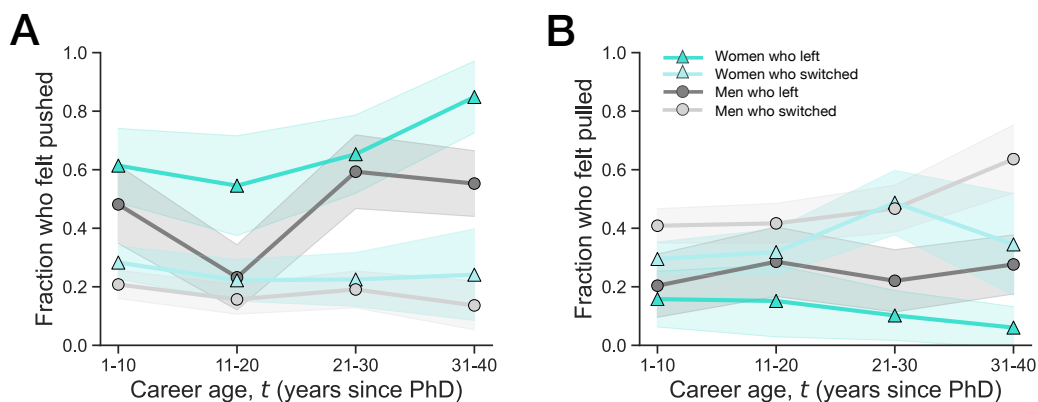 A
Fraction who felt pushed
1.0
0.8
0.6
0.4
0.2
0.0
1-10
11-20
21-30
31-40
Career age, t (years since PhD)
B
Fraction who felt pulled
1.0
0.8
0.6
0.4
0.2
0.0
Women who left
Women who switched
Men who left
Men who switched
1-10
11-20
21-30
31-40
Career age, t (years since PhD)